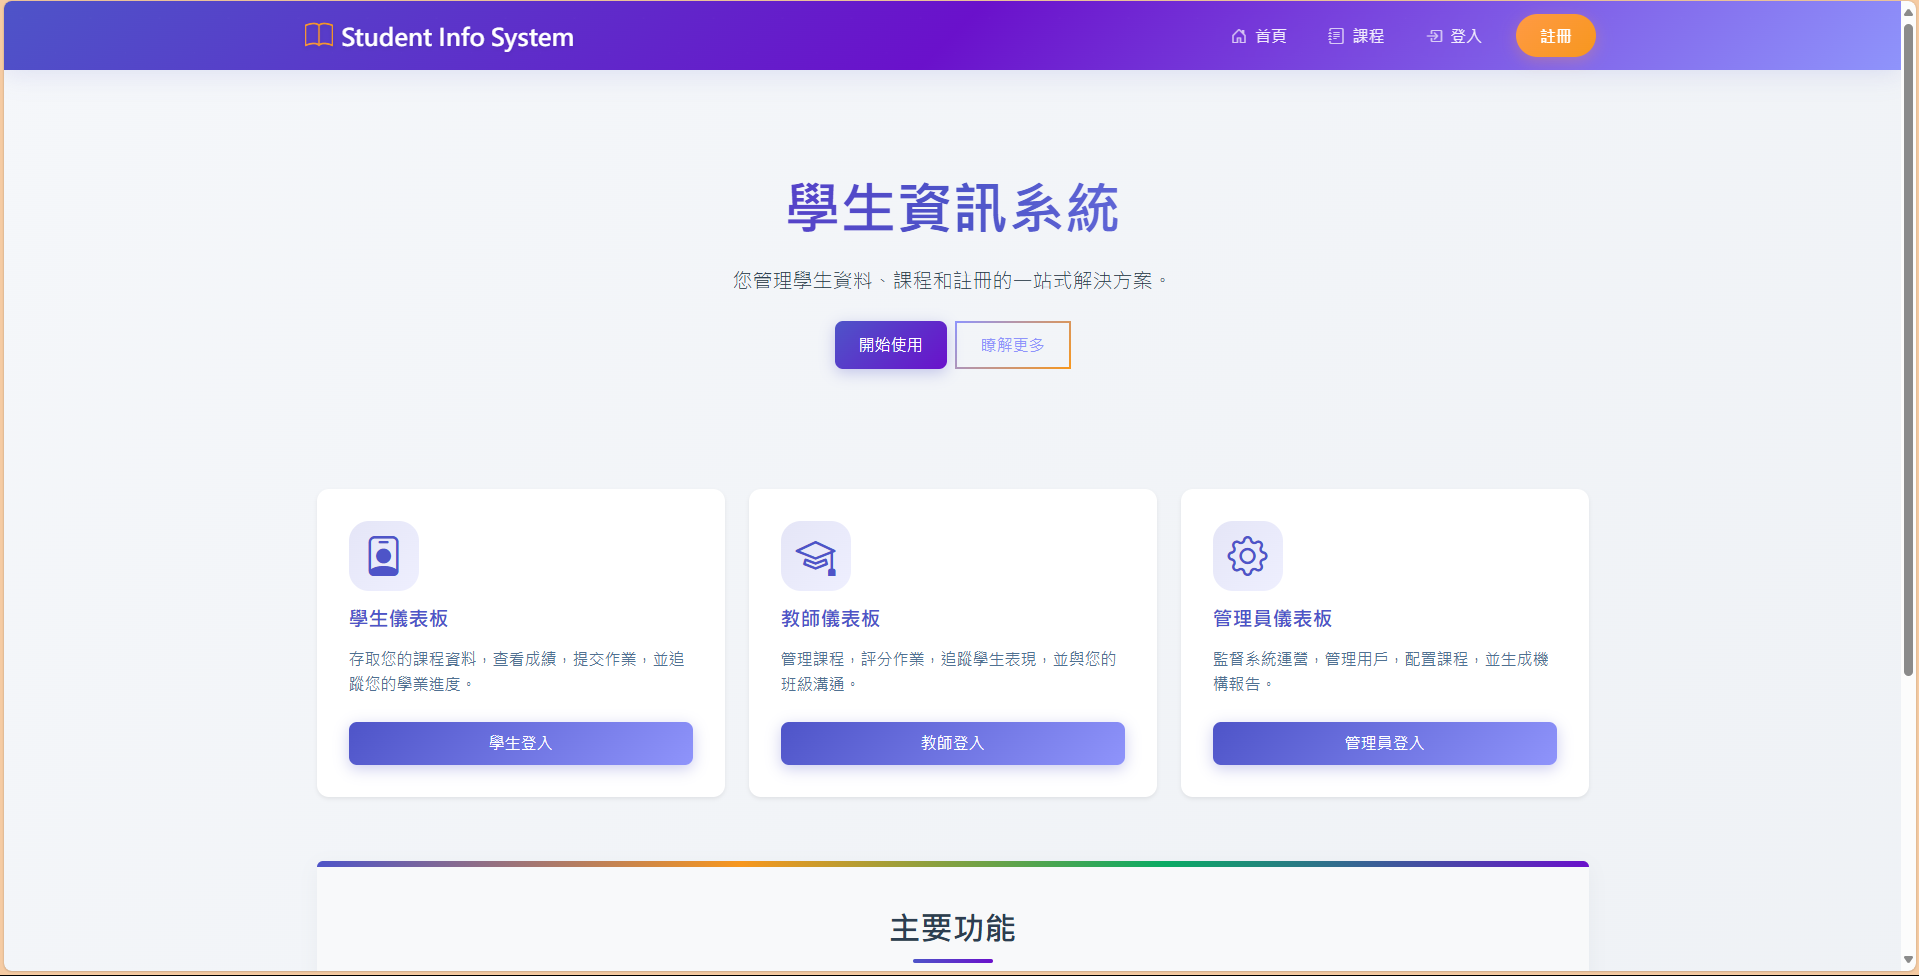 Student Info System
首頁
課程
登入
註冊
學生資訊系統
您管理學生資料、課程和註冊的一站式解決方案。
開始使用
瞭解更多
學生儀表板
存取您的課程資料，查看成績，提交作業，並追
蹤您的學業進度。
學生登入
教師儀表板
管理課程，評分作業，追蹤學生表現，並與您的
班級溝通。
教師登入
管理員儀表板
監督系統運營，管理用戶，配置課程，並生成機
構報告。
管理員登入
主要功能